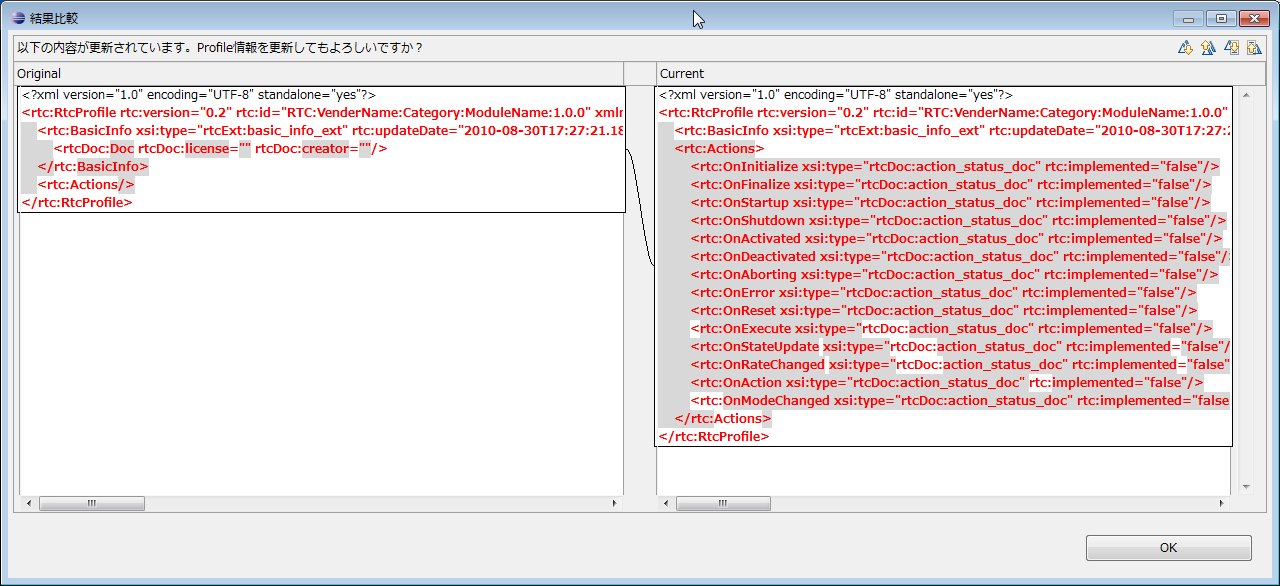 結果比較
以下の内容が更新されています。Profile情報を更新してもよろしいですか？
Original
<?xml version="1.0" encoding="UTF-8" standalone="yes"?>
<rtc:RtcProfile rtc:version="0.2" rtc:id="RTC:VenderName:Category:ModuleName:1.0.0" xmlr
<rtc:BasicInfo xsi:type="rtcExt:basic_info_ext" rtc:updateDate="2010-08-30T17:27:21.18
<rtcDoc:Doc rtcDoc:license="" rtcDoc:creator=""/>
</rtc:BasicInfo>
<rtc:Actions/>
</rtc:RtcProfile>
Current
<?xml version="1.0" encoding="UTF-8" standalone="yes"?>
<rtc:RtcProfile rtc:version="0.2" rtc:id="RTC:VenderName:Category:ModuleName:1.0.0"
<rtc:BasicInfo xsi:type="rtcExt:basic_info_ext" rtc:updateDate="2010-08-30T17:27:2
<rtc:Actions>
<rtc:OnInitialize xsi:type="rtcDoc:action_status_doc" rtc:implemented="false"/>
<rtc:OnFinalize xsi:type="rtcDoc:action_status_doc" rtc:implemented="false"/>
<rtc:OnStartup xsi:type="rtcDoc:action_status_doc" rtc:implemented="false"/>
<rtc:OnShutdown xsi:type="rtcDoc:action_status_doc" rtc:implemented="false"/>
<rtc:OnActivated xsi:type="rtcDoc:action_status_doc" rtc:implemented="false"/>
<rtc:OnDeactivated xsi:type="rtcDoc:action_status_doc" rtc:implemented="false"/
<rtc:OnAborting xsi:type="rtcDoc:action_status_doc" rtc:implemented="false"/>
<rtc:OnError xsi:type="rtcDoc:action_status_doc" rtc:implemented="false"/>
<rtc:OnReset xsi:type="rtcDoc:action_status_doc" rtc:implemented="false"/>
<rtc:OnExecute xsi:type="rtcDoc:action_status_doc" rtc:implemented="false"/>
<rtc:OnStateUpdate xsi:type="rtcDoc:action_status_doc" rtc:implemented="false"/
<rtc:OnRateChanged xsi:type="rtcDoc:action_status_doc" rtc:implemented="false"
<rtc:OnAction xsi:type="rtcDoc:action_status_doc" rtc:implemented="false"/>
<rtc:OnModeChanged xsi:type="rtcDoc:action_status_doc" rtc:implemented="false
</rtc:Actions>
</rtc:RtcProfile>
OK